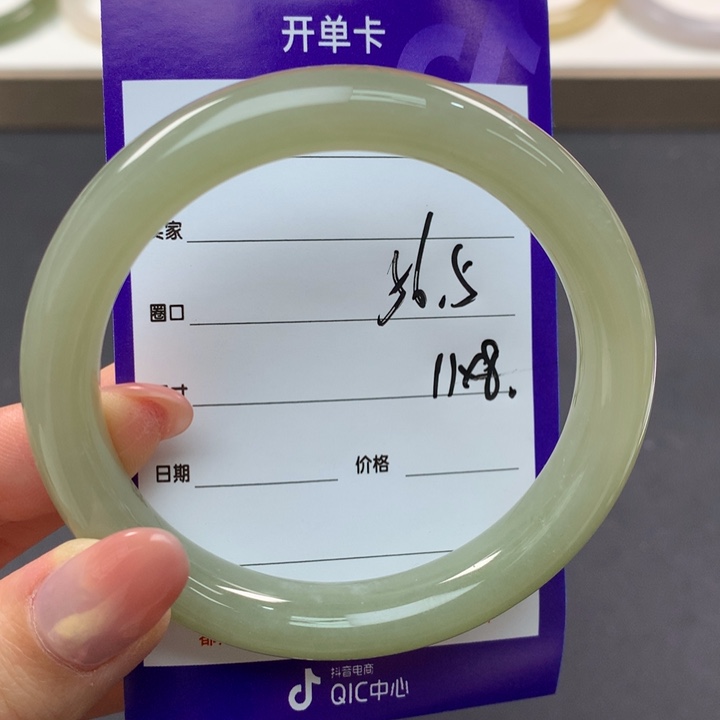 开单卡
家
圈口 56.5
寸 11×8.
日期 价格
抖音电商
QIC中心